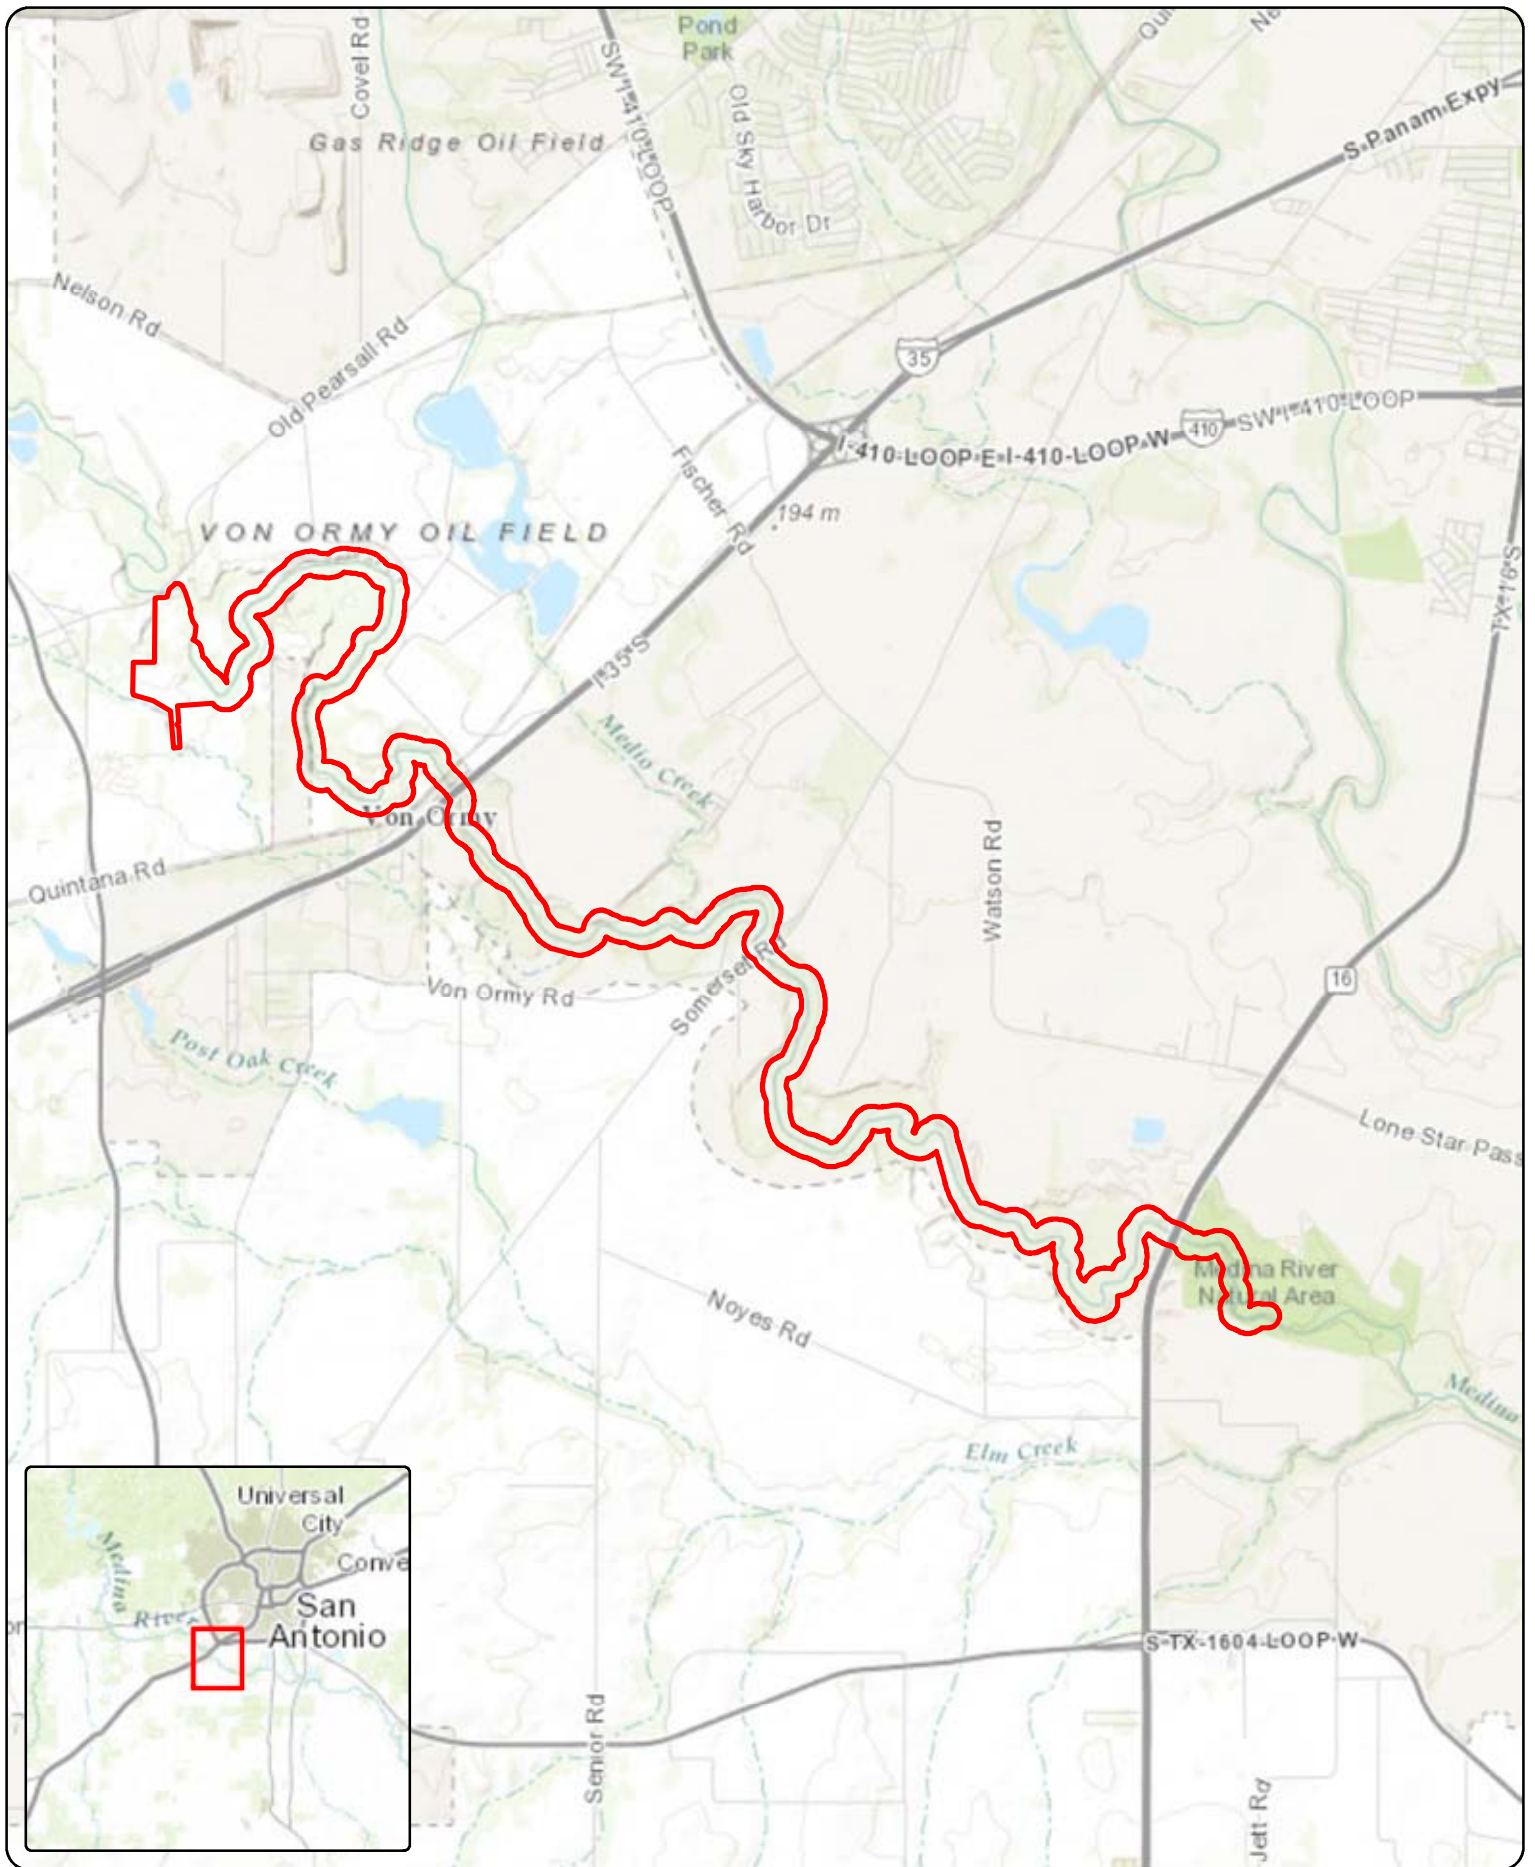 Pond
Park
Covel Rd
SW I-410 LOOP
Old Sky Harbor Dr
S Panam Expy
Gas Ridge Oil Field
Nelson Rd
Old Pearsall Rd
35
I-410-LOOP E-I-410-LOOP W
410
SW I-410 LOOP
Fischer Rd
194 m
VON ORMY OIL FIELD
TX-16 S
I-35 S
Medio Creek
Von Ormy
Quintana Rd
Watson Rd
Somerset Rd
Von Ormy Rd
16
Post Oak Creek
Lone Star Pass
Medina River
Natural Area
Noyes Rd
Medina
Elm Creek
Universal
City
Conve
Medina
River
San
Antonio
S-TX-1604-LOOP W
Senior Rd
Jett Rd